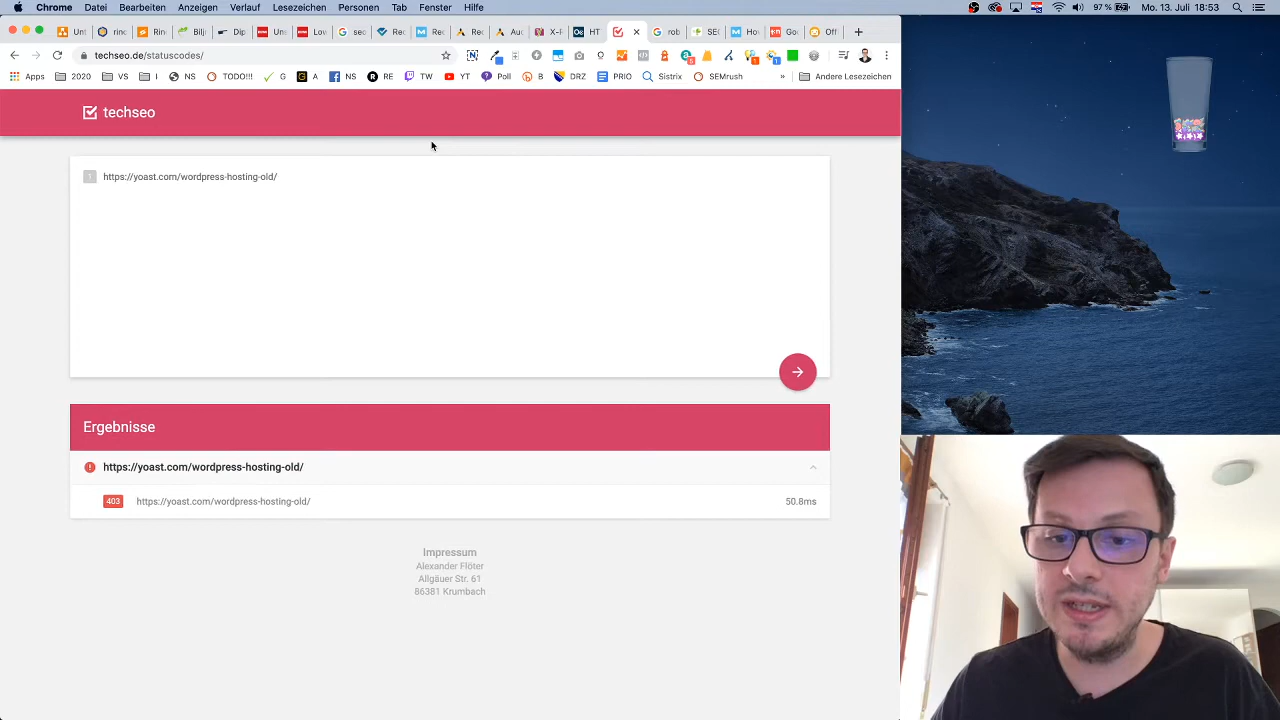 Chrome Datei Bearbeiten Anzeigen Verlauf Lesezeichen Personen Tab Fenster Hilfe 97 % Mo. 13. Juli 18:53
techseo.de/statuscodes/
Apps 2020 VS I NS TODO!!! G A NS RE TW YT Poll B DRZ PRIO Sistrix SEMrush » Andere Lesezeichen
techseo
1 https://yoast.com/wordpress-hosting-old/
Ergebnisse
https://yoast.com/wordpress-hosting-old/
403 https://yoast.com/wordpress-hosting-old/ 50.8ms
Impressum
Alexander Flöter
Allgäuer Str. 61
86381 Krumbach